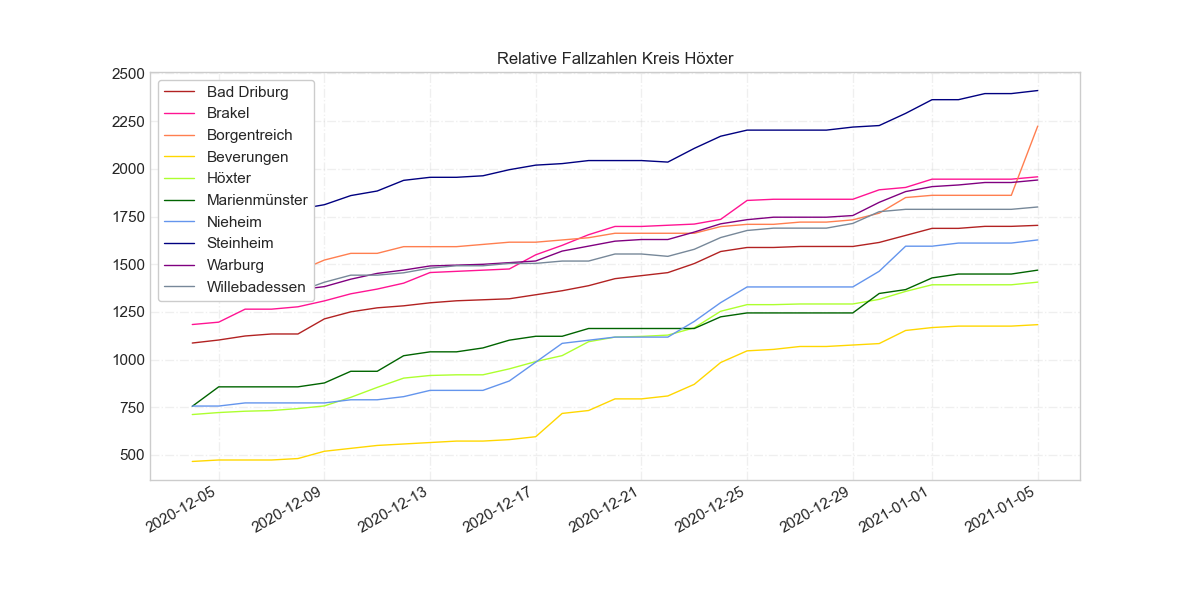 Relative Fallzahlen Kreis Höxter
2500
2250
2000
1750
1500
1250
1000
750
500
Bad Driburg
Brakel
Borgentreich
Beverungen
Höxter
Marienmünster
Nieheim
Steinheim
Warburg
Willebadessen
2020-12-05
2020-12-09
2020-12-13
2020-12-17
2020-12-21
2020-12-25
2020-12-29
2021-01-01
2021-01-05